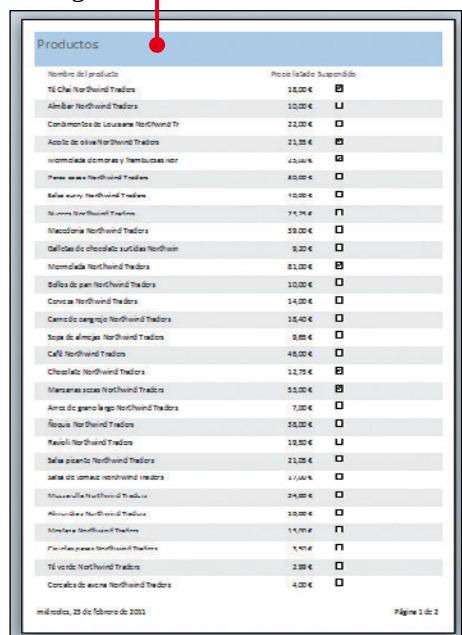 Productos
Nombre del producto Precio listado Suspendido
Té Chai Northwind Traders 18,00 €
Almíbar Northwind Traders 10,00 €
Condimentos de Louisiana Northwind Tr 22,00 €
Aceite de oliva Northwind Traders 21,35 €
Mermelada de moras y frambuesas Nor 25,00 €
Peras secas Northwind Traders 30,00 €
Salsa curry Northwind Traders 40,00 €
Nueces Northwind Traders 23,25 €
Macedonia Northwind Traders 39,00 €
Galletas de chocolate surtidas Northwin 9,20 €
Mermelada Northwind Traders 81,00 €
Bollos de pan Northwind Traders 10,00 €
Cerveza Northwind Traders 14,00 €
Carne de cangrejo Northwind Traders 18,40 €
Sopa de almejas Northwind Traders 9,65 €
Café Northwind Traders 46,00 €
Chocolate Northwind Traders 12,75 €
Manzanas secas Northwind Traders 53,00 €
Arroz de grano largo Northwind Traders 7,00 €
Ñoquis Northwind Traders 38,00 €
Ravioli Northwind Traders 19,50 €
Salsa picante Northwind Traders 21,05 €
Salsa de tomate Northwind Traders 17,00 €
Mozzarella Northwind Traders 34,80 €
Almendras Northwind Traders 10,00 €
Mostaza Northwind Traders 13,00 €
Ciruelas pasas Northwind Traders 3,50 €
Té verde Northwind Traders 2,99 €
Cereales de avena Northwind Traders 4,00 €
miércoles, 23 de febrero de 2011 Página 1 de 2